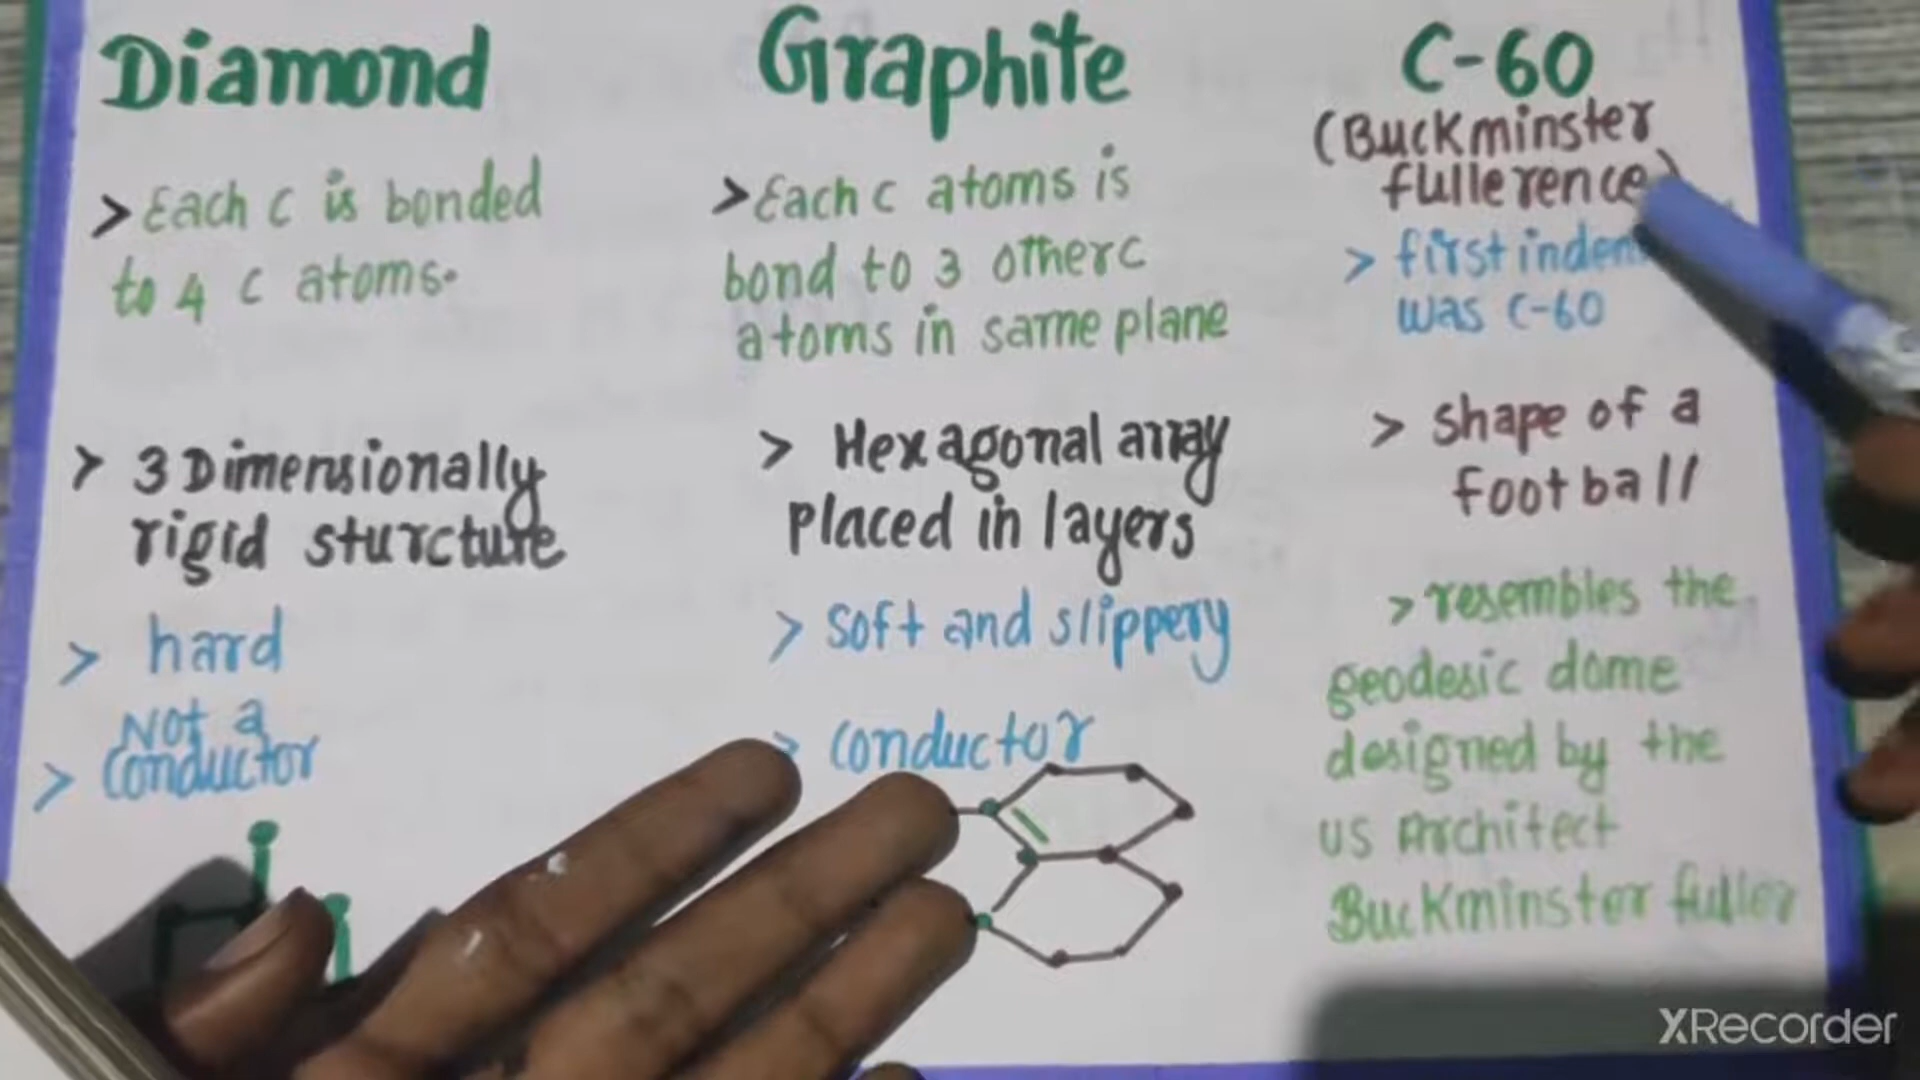 Diamond
> Each C is bonded
to 4 C atoms.
> 3 Dimensionally
rigid sturcture
> hard
Not a
> Conductor
Graphite
> Each C atoms is
bond to 3 other C
atoms in same plane
> Hexagonal array
placed in layers
> soft and slippery
> conductor
C-60
(Buckminster
fullerence)
> first
was C-60
> shape of a
football
> resembles the
geodesic dome
designed by the
US Architect
Buckminster fuller
XRecorder